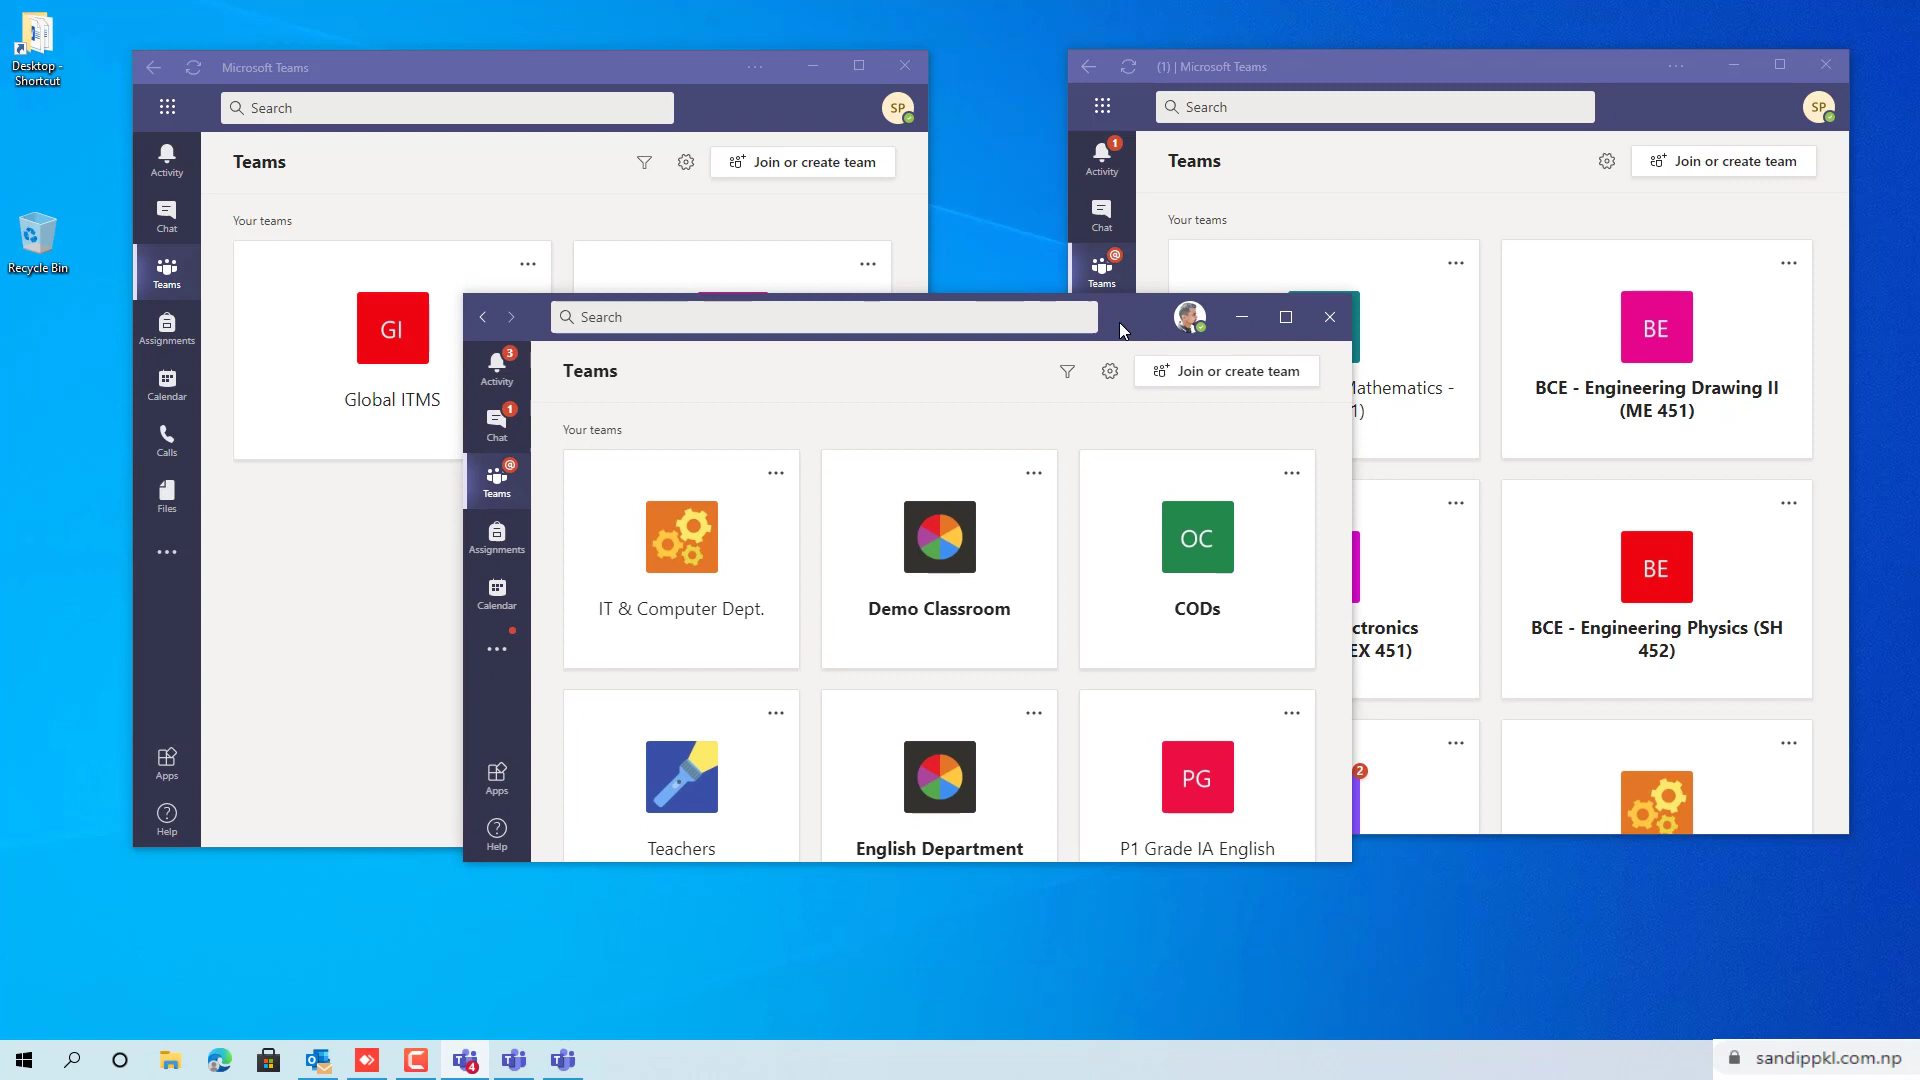 Desktop -
Shortcut
Recycle Bin
Microsoft Teams
Search
SP
Activity
Chat
Teams
Assignments
Calendar
Calls
Files
Apps
Help
Teams
Join or create team
Your teams
GI
Global ITMS
(1) | Microsoft Teams
Search
SP
1
Activity
Chat
@
Teams
Teams
Join or create team
Your teams
Mathematics -
1)
BE
BCE - Engineering Drawing II
(ME 451)
ctronics
EX 451)
BE
BCE - Engineering Physics (SH
452)
2
Search
3
Activity
1
Chat
@
Teams
Assignments
Calendar
Apps
Help
Teams
Join or create team
Your teams
IT & Computer Dept.
Demo Classroom
OC
CODs
Teachers
English Department
PG
P1 Grade IA English
4
sandippkl.com.np